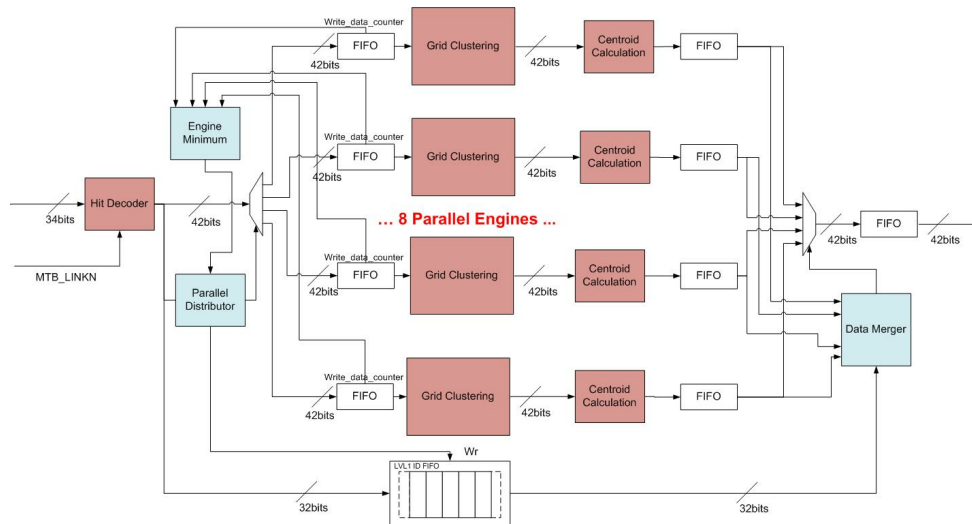 Write_data_counter
42bits
FIFO
Grid Clustering
42bits
Centroid
Calculation
FIFO
Engine
Minimum
Write_data_counter
42bits
FIFO
Grid Clustering
42bits
Centroid
Calculation
FIFO
34bits
Hit Decoder
42bits
... 8 Parallel Engines ...
42bits
FIFO
42bits
MTB_LINKN
Parallel
Distributor
Write_data_counter
42bits
FIFO
Grid Clustering
42bits
Centroid
Calculation
FIFO
Data Merger
Write_data_counter
42bits
FIFO
Grid Clustering
42bits
Centroid
Calculation
FIFO
Wr
LVL1 ID FIFO
32bits
32bits